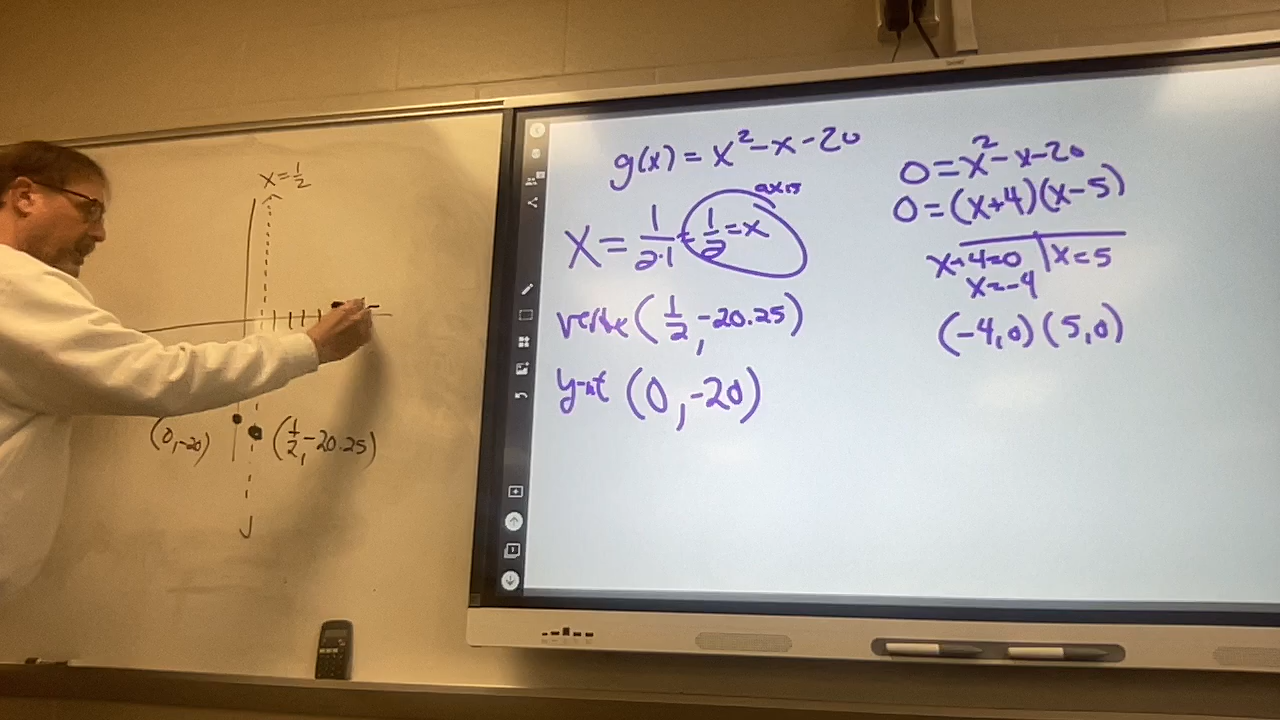 x=1/2
(0,-20)
(1/2,-20.25)
g(x)=x²-x-20
X=1/2·1=1/2=x
axis
vertex(1/2,-20.25)
y-int (0,-20)
0=x²-x-20
0=(x+4)(x-5)
x+4=0 | x=5
x=-4
(-4,0)(5,0)